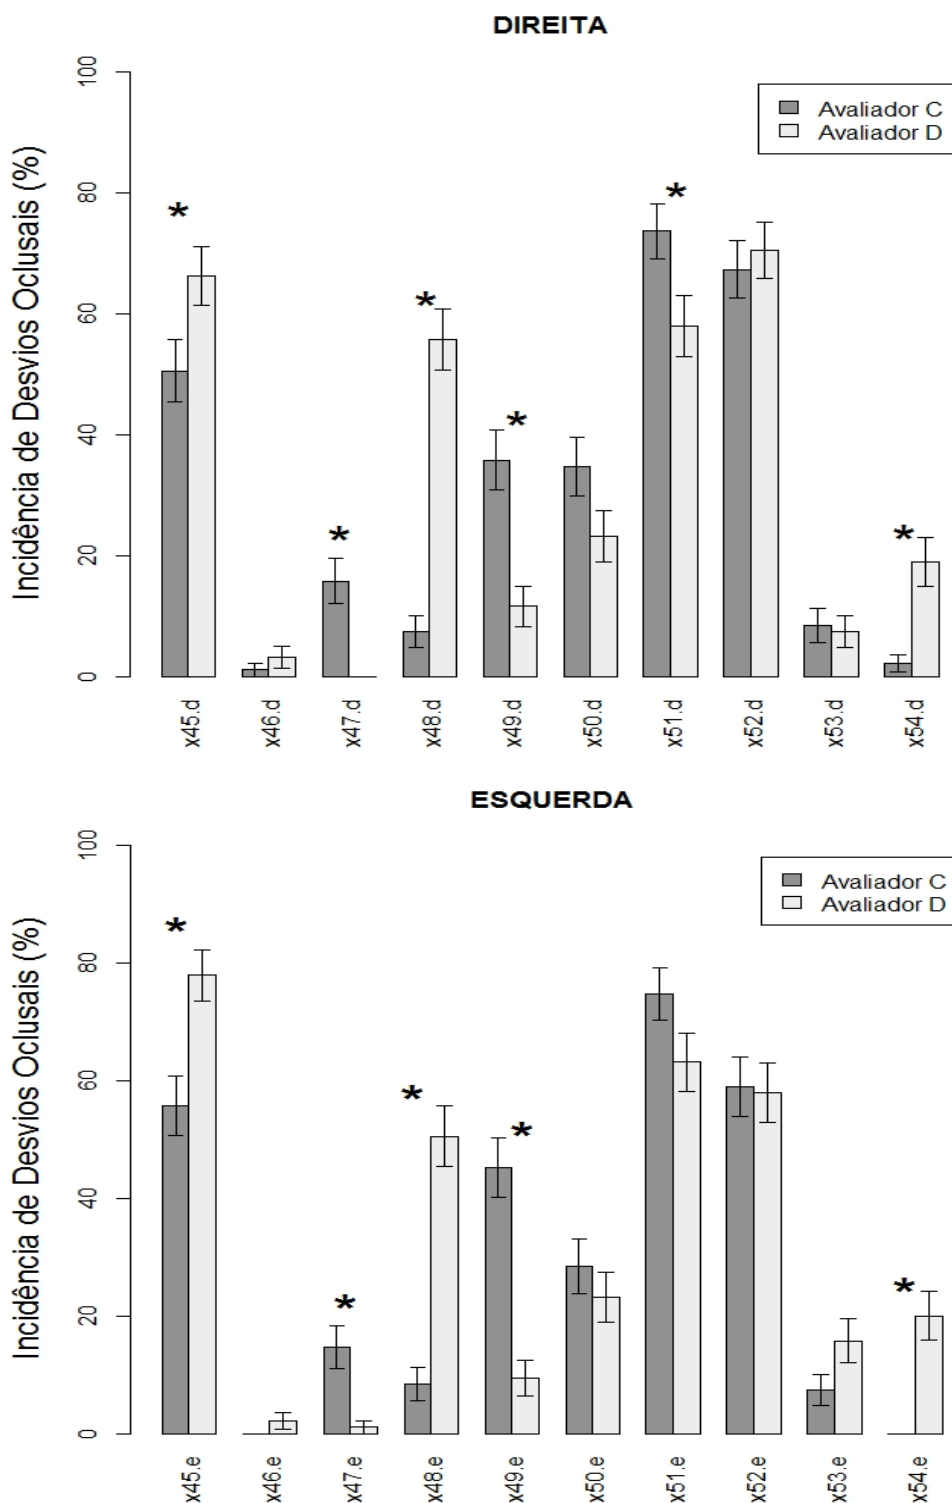 DIREITA
Incidência de Desvios Oclusais (%)
100
80
60
40
20
0
Avaliador C
Avaliador D
*
*
*
*
*
*
x45.d
x46.d
x47.d
x48.d
x49.d
x50.d
x51.d
x52.d
x53.d
x54.d
ESQUERDA
Incidência de Desvios Oclusais (%)
100
80
60
40
20
0
Avaliador C
Avaliador D
*
*
*
*
*
x45.e
x46.e
x47.e
x48.e
x49.e
x50.e
x51.e
x52.e
x53.e
x54.e